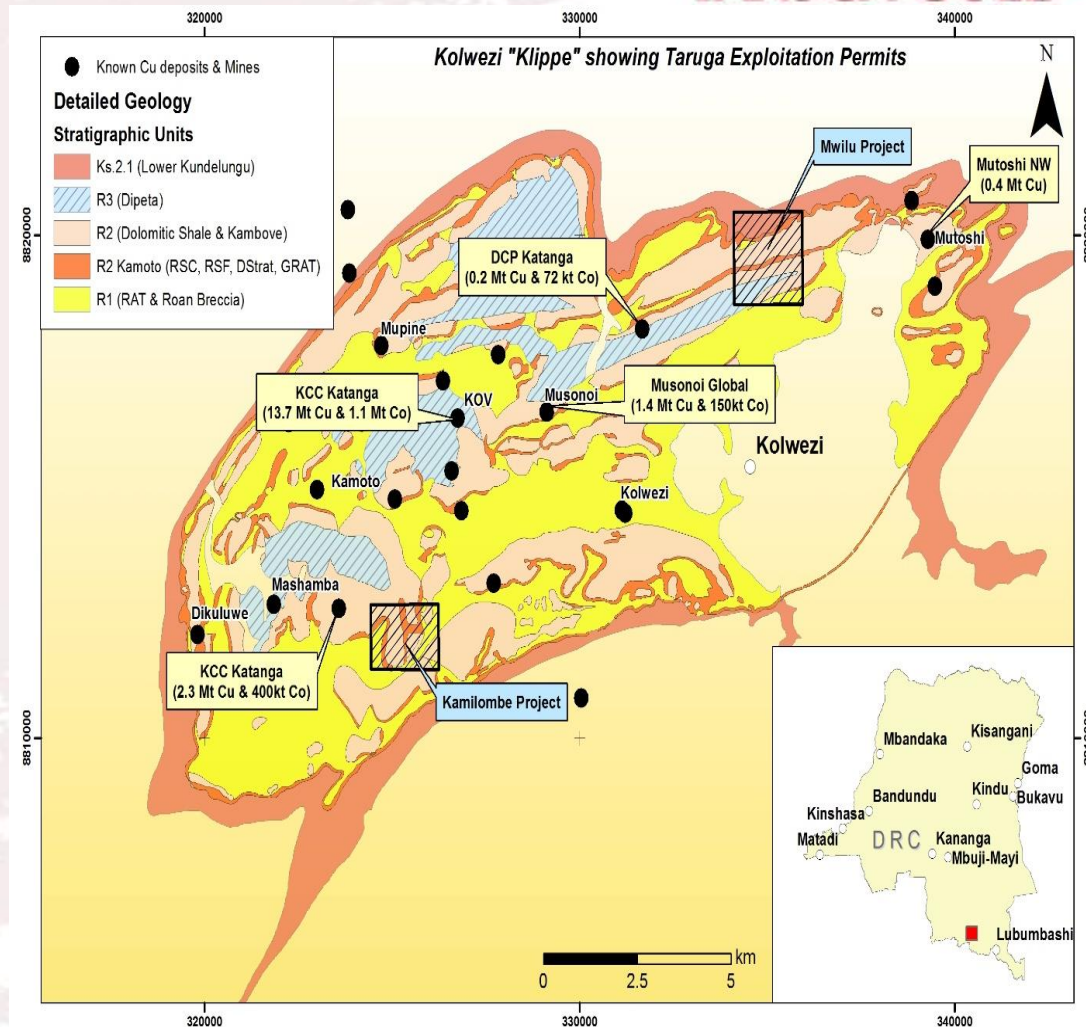 320000
330000
340000
Kolwezi "Klippe" showing Taruga Exploitation Permits
N
Known Cu deposits & Mines
Detailed Geology
Stratigraphic Units
Ks.2.1 (Lower Kundelungu)
R3 (Dipeta)
R2 (Dolomitic Shale & Kambove)
R2 Kamoto (RSC, RSF, DStrat, GRAT)
R1 (RAT & Roan Breccia)
Mwilu Project
Mutoshi NW
(0.4 Mt Cu)
8820000
Mutoshi
DCP Katanga
(0.2 Mt Cu & 72 kt Co)
Mupine
KCC Katanga
(13.7 Mt Cu & 1.1 Mt Co)
KOV
Musonoi
Musonoi Global
(1.4 Mt Cu & 150kt Co)
Kolwezi
Kamoto
Kolwezi
Mashamba
Dikuluwe
KCC Katanga
(2.3 Mt Cu & 400kt Co)
Kamilombe Project
8810000
Mbandaka
Kisangani
Goma
Bukavu
Kindu
Bandundu
Kinshasa
Matadi
DRC
Kananga
Mbuji-Mayi
Lubumbashi
km
0
2.5
5
320000
330000
340000